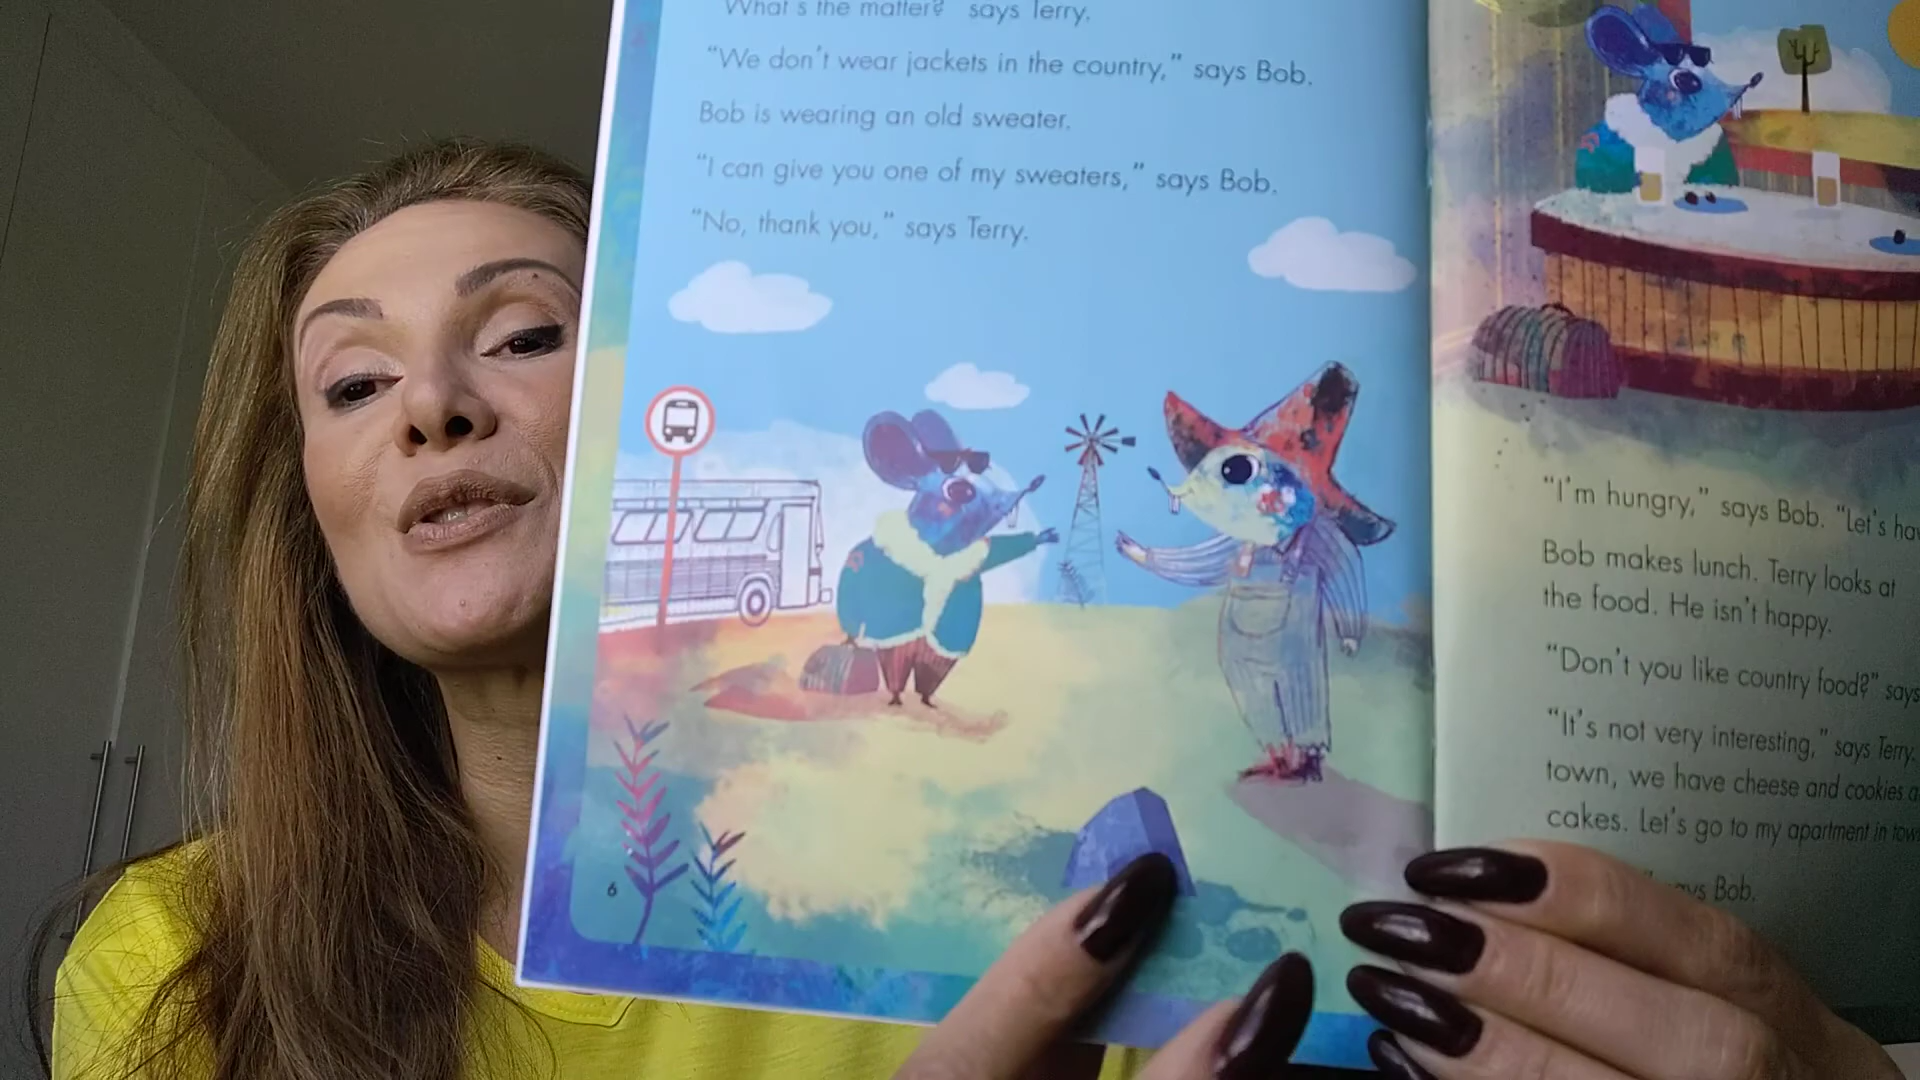 "What's the matter?" says Terry.
"We don't wear jackets in the country," says Bob.
Bob is wearing an old sweater.
"I can give you one of my sweaters," says Bob.
"No, thank you," says Terry.
6
"I'm hungry," says Bob. "Let's
Bob makes lunch. Terry looks at
the food. He isn't happy.
"Don't you like country food?" says
"It's not very interesting," says Terry.
town, we have cheese and cookies
cakes. Let's go to my apartment in
says Bob.